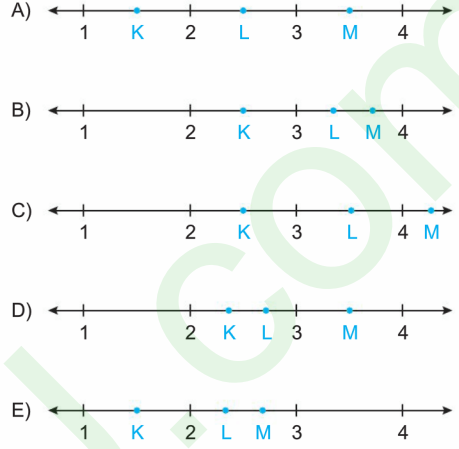 A)
1 K 2 L 3 M 4
B)
1 2 K 3 L M 4
C)
1 2 K 3 L 4 M
D)
1 2 K L 3 M 4
E)
1 K 2 L M 3 4
l.com